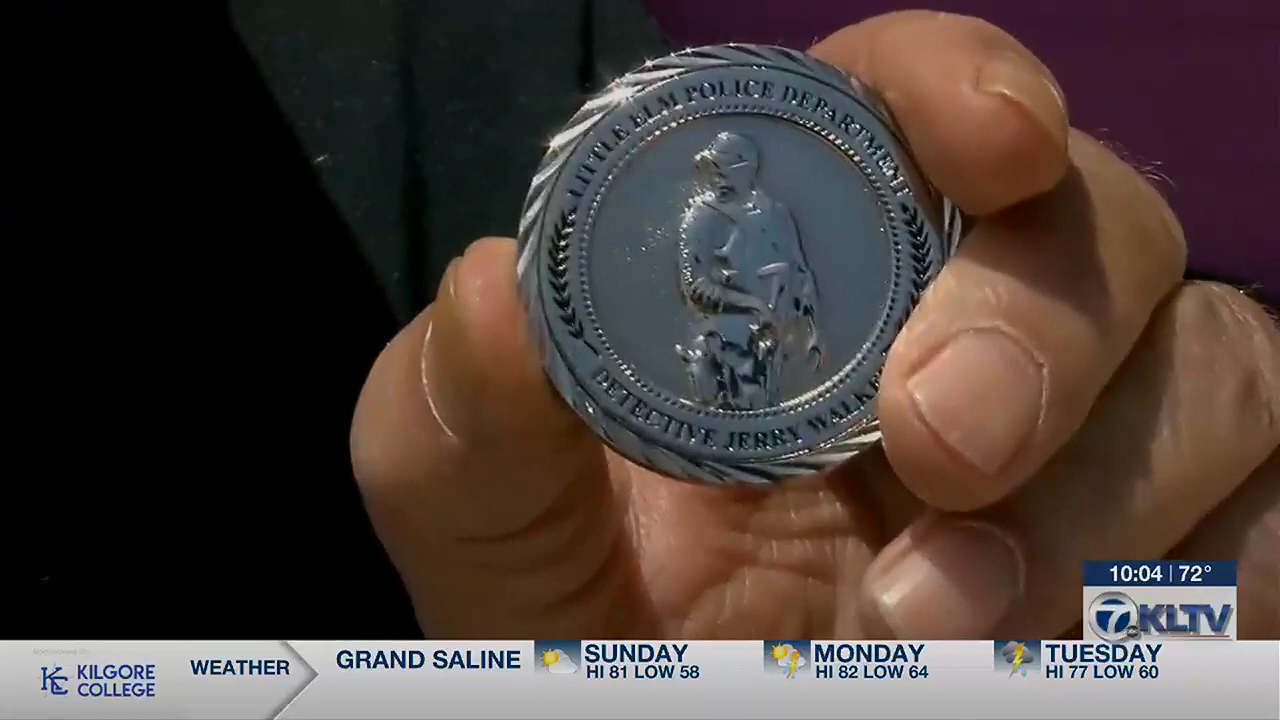 LITTLE ELM POLICE DEPARTMENT
DETECTIVE JERRY
10:04 | 72°
7 KLTV
KILGORE COLLEGE
WEATHER
GRAND SALINE
SUNDAY
HI 81 LOW 58
MONDAY
HI 82 LOW 64
TUESDAY
HI 77 LOW 60